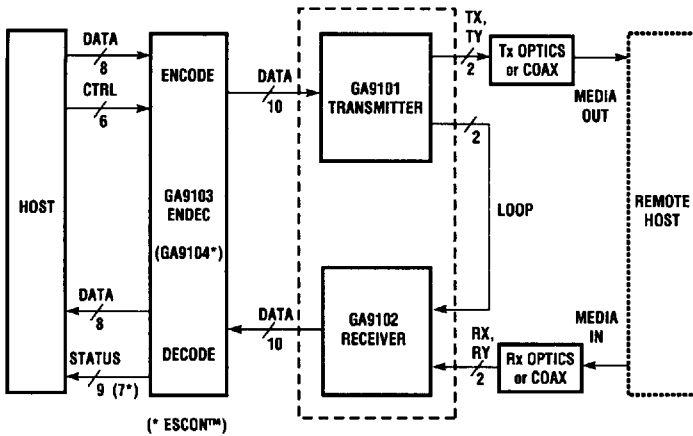 HOST
DATA
8
CTRL
6
DATA
8
STATUS
9 (7*)
ENCODE
GA9103
ENDEC
(GA9104*)
DECODE
(* ESCON™)
DATA
10
DATA
10
GA9101
TRANSMITTER
GA9102
RECEIVER
TX,
TY
2
2
LOOP
RX,
RY
2
Tx OPTICS
or COAX
MEDIA
OUT
MEDIA
IN
Rx OPTICS
or COAX
REMOTE
HOST